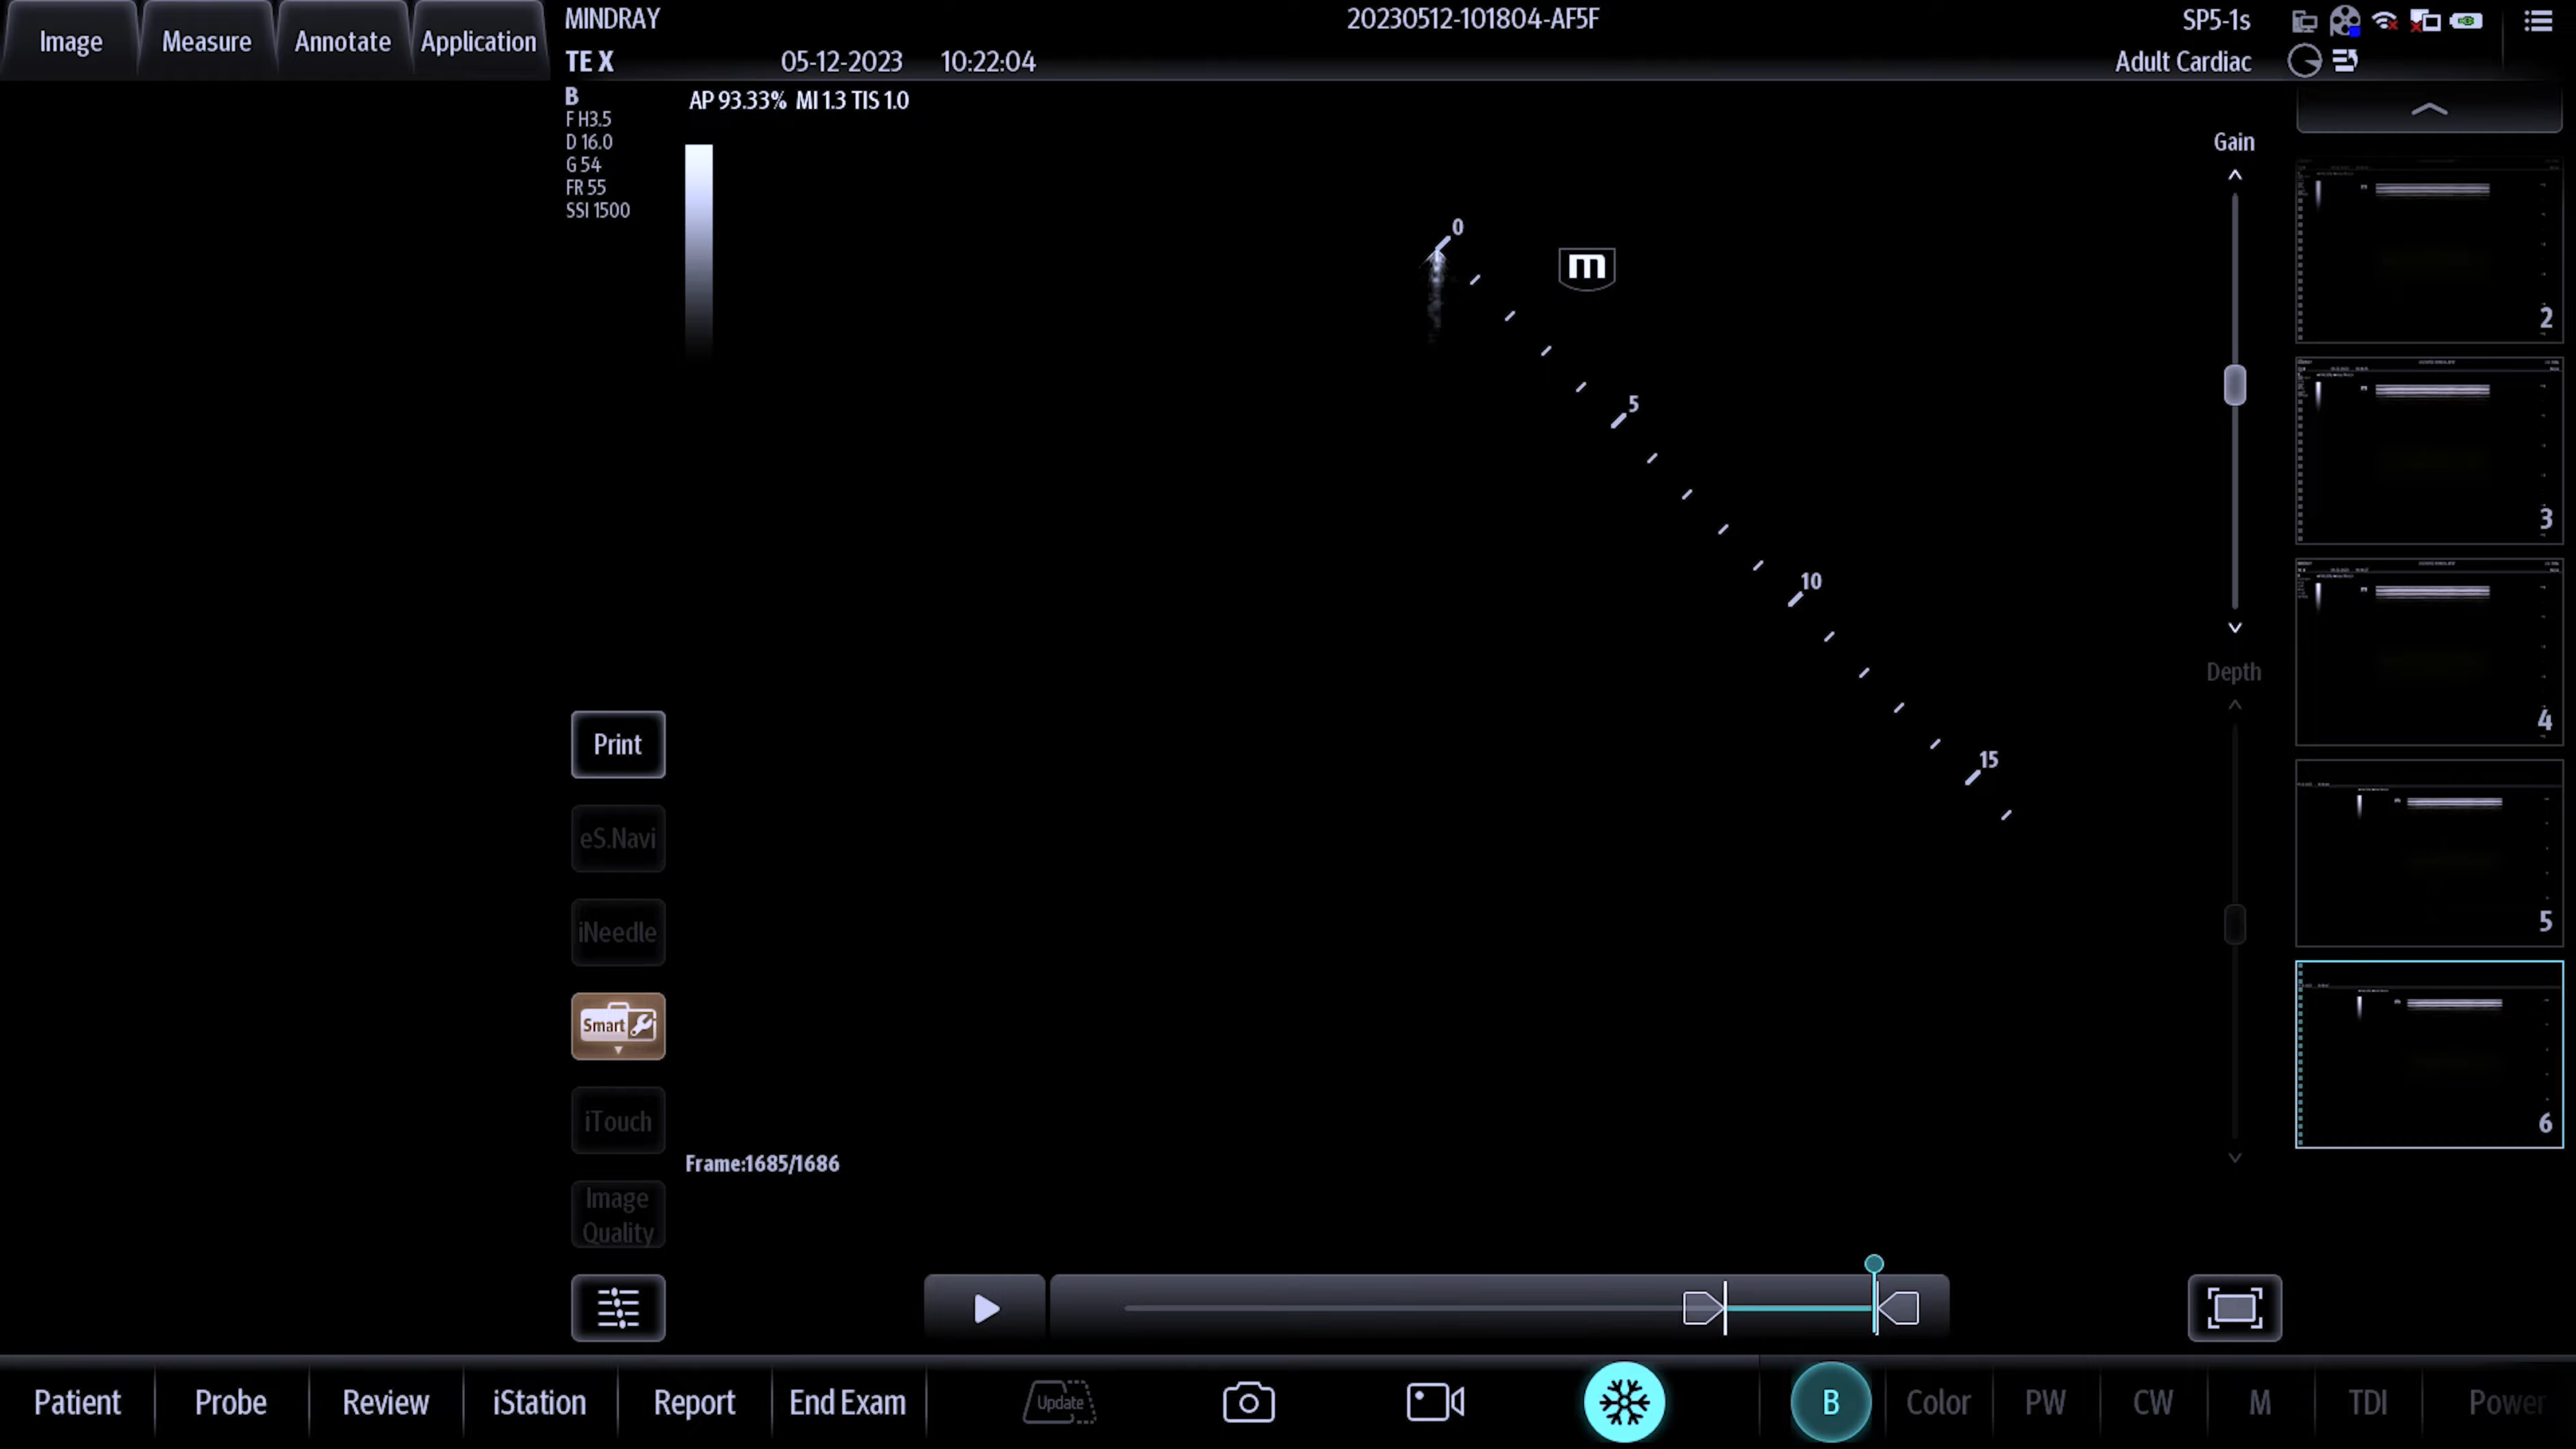 Image Measure Annotate Application
MINDRAY 20230512-101804-AF5F SP5-1s
TE X 05-12-2023 10:22:04 Adult Cardiac
B
F H3.5
D 16.0
G 54
FR 55
SSI 1500
AP 93.33% MI 1.3 TIS 1.0
0
m
5
10
15
Gain
Depth
2
3
4
5
6
Print
eS.Navi
iNeedle
Smart
iTouch
Image
Quality
Frame:1685/1686
Patient Probe Review iStation Report End Exam Update B Color PW CW M TDI Power